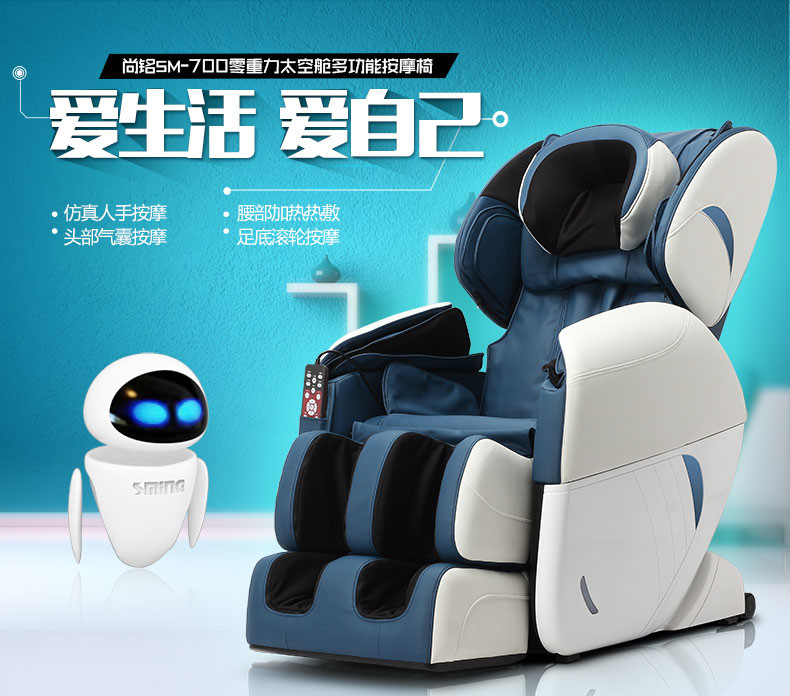 尚铭SM-700零重力太空舱多功能按摩椅
爱生活 爱自己
• 仿真人手按摩
• 头部气囊按摩
• 腰部加热热敷
• 足底滚轮按摩
SMING